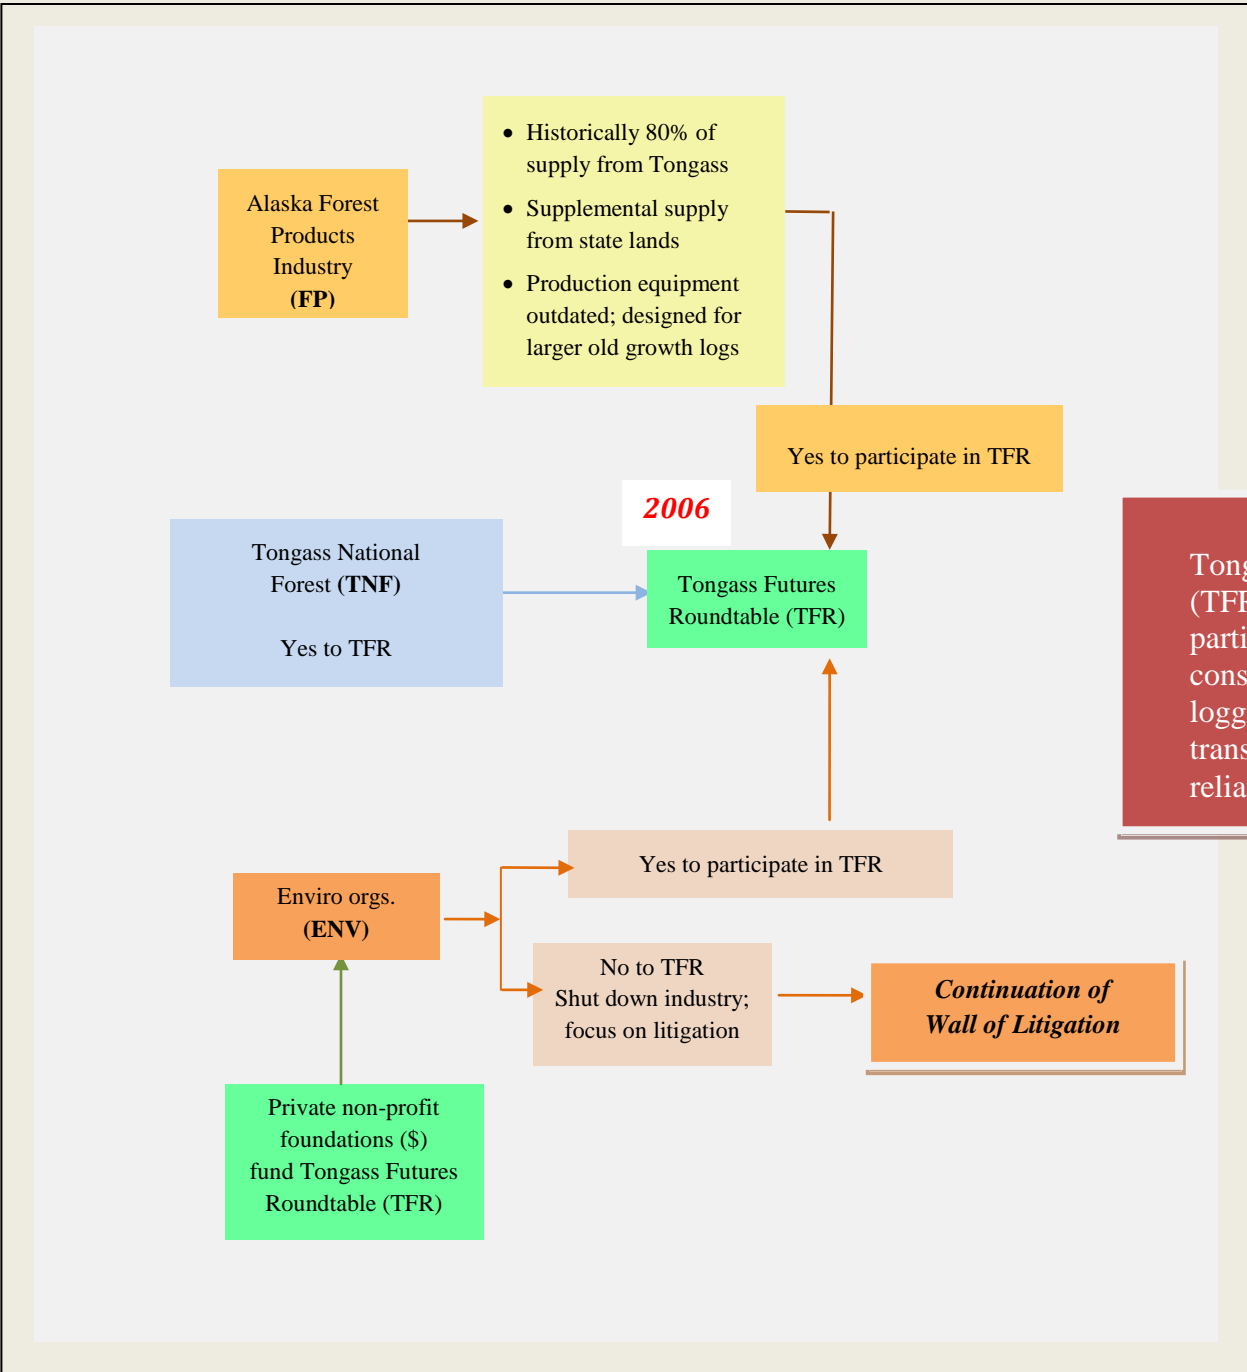 • Historically 80% of
supply from Tongass
• Supplemental supply
from state lands
• Production equipment
outdated; designed for
larger old growth logs
Alaska Forest
Products
Industry
(FP)
Yes to participate in TFR
2006
Tongass National
Forest (TNF)
Yes to TFR
Tongass Futures
Roundtable (TFR)
Yes to participate in TFR
Enviro orgs.
(ENV)
No to TFR
Shut down industry;
focus on litigation
Continuation of
Wall of Litigation
Private non-profit
foundations ($)
fund Tongass Futures
Roundtable (TFR)